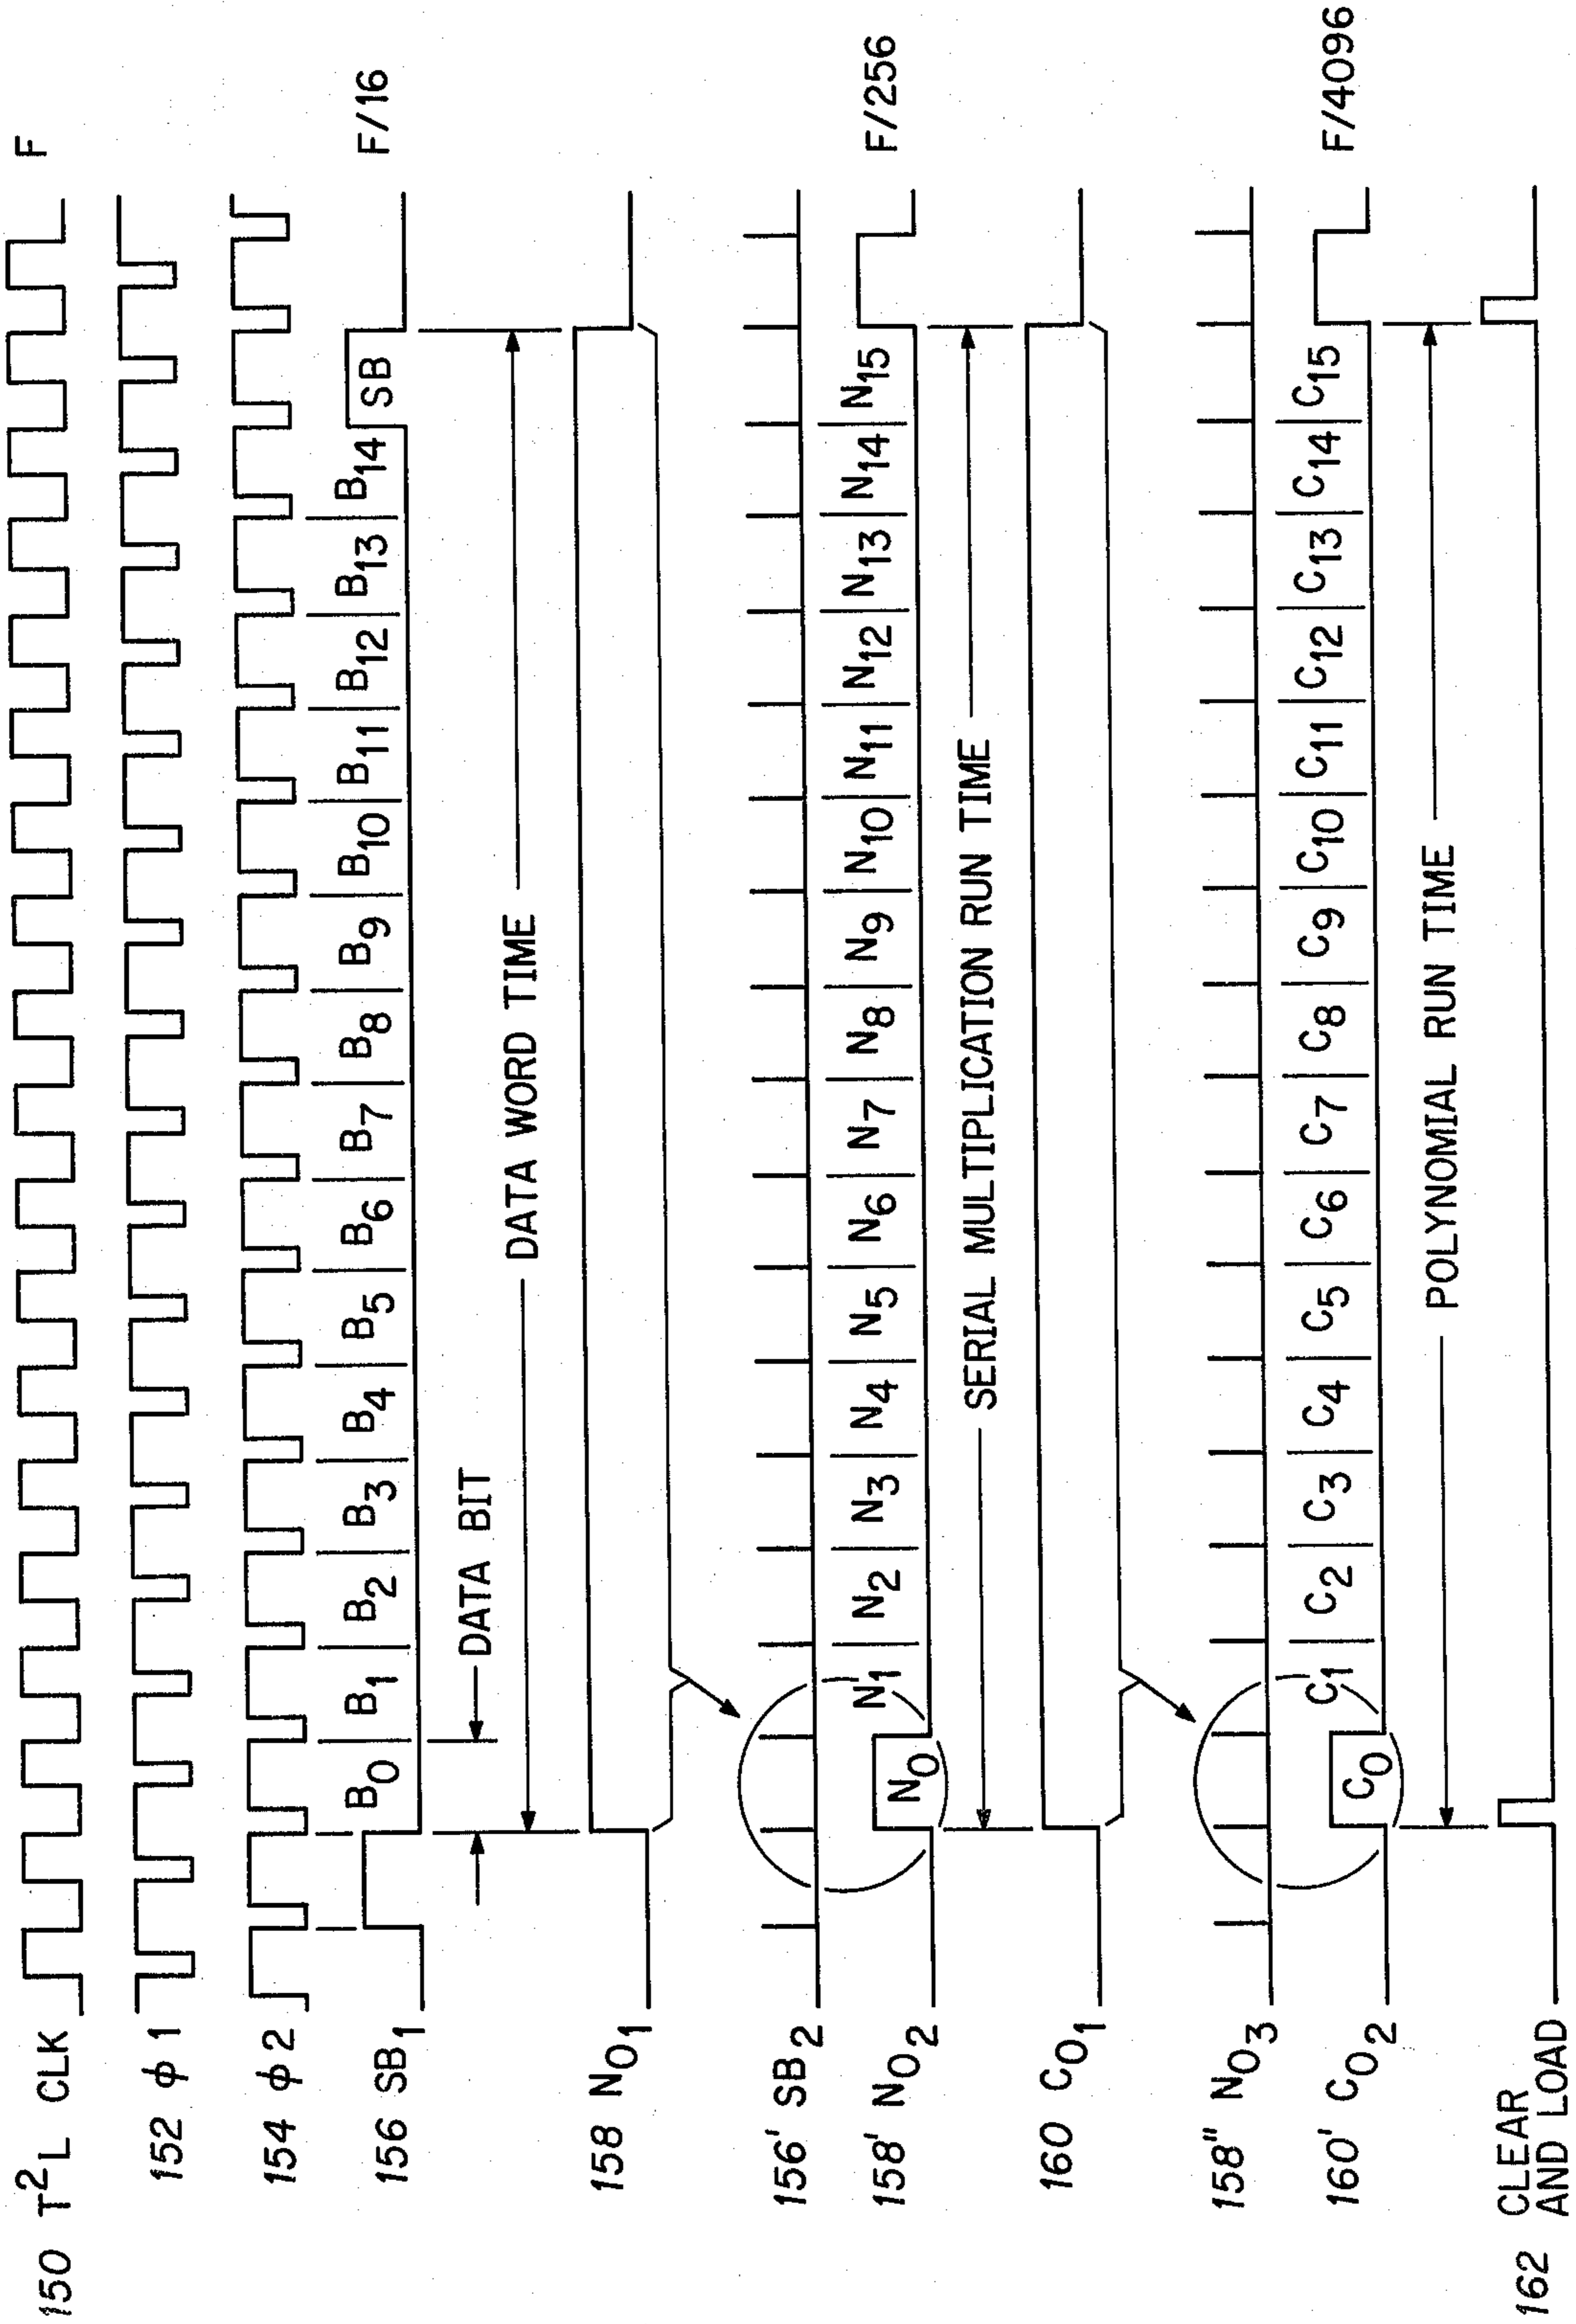 150 T²L CLK F
152 φ 1
154 φ 2
156 SB₁ F/16
B₀ B₁ B₂ B₃ B₄ B₅ B₆ B₇ B₈ B₉ B₁₀ B₁₁ B₁₂ B₁₃ B₁₄ SB
DATA BIT
DATA WORD TIME
158 N₀₁
156' SB₂
158' N₀₂ F/256
N₀ N₁ N₂ N₃ N₄ N₅ N₆ N₇ N₈ N₉ N₁₀ N₁₁ N₁₂ N₁₃ N₁₄ N₁₅
SERIAL MULTIPLICATION RUN TIME
160 C₀₁
158" N₀₃
160' C₀₂ F/4096
C₀ C₁ C₂ C₃ C₄ C₅ C₆ C₇ C₈ C₉ C₁₀ C₁₁ C₁₂ C₁₃ C₁₄ C₁₅
POLYNOMIAL RUN TIME
162 CLEAR
AND LOAD